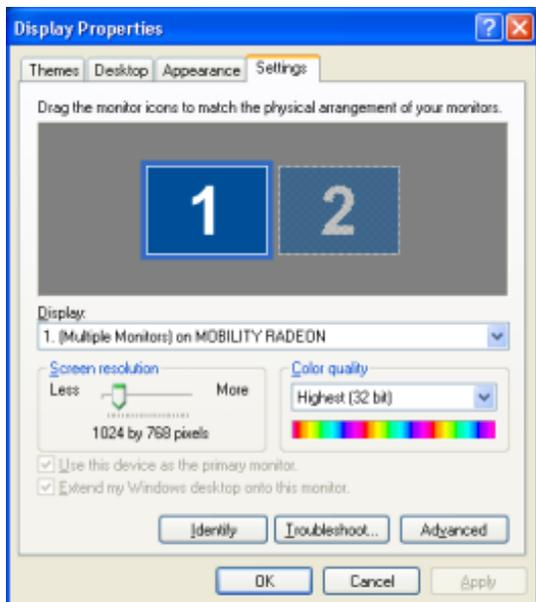 Display Properties
Themes Desktop Appearance Settings
Drag the monitor icons to match the physical arrangement of your monitors.
1 2
Display:
1. (Multiple Monitors) on MOBILITY RADEON
Screen resolution
Less More
1024 by 768 pixels
Color quality
Highest (32 bit)
Use this device as the primary monitor.
Extend my Windows desktop onto this monitor.
Identify Troubleshoot... Advanced
OK Cancel Apply